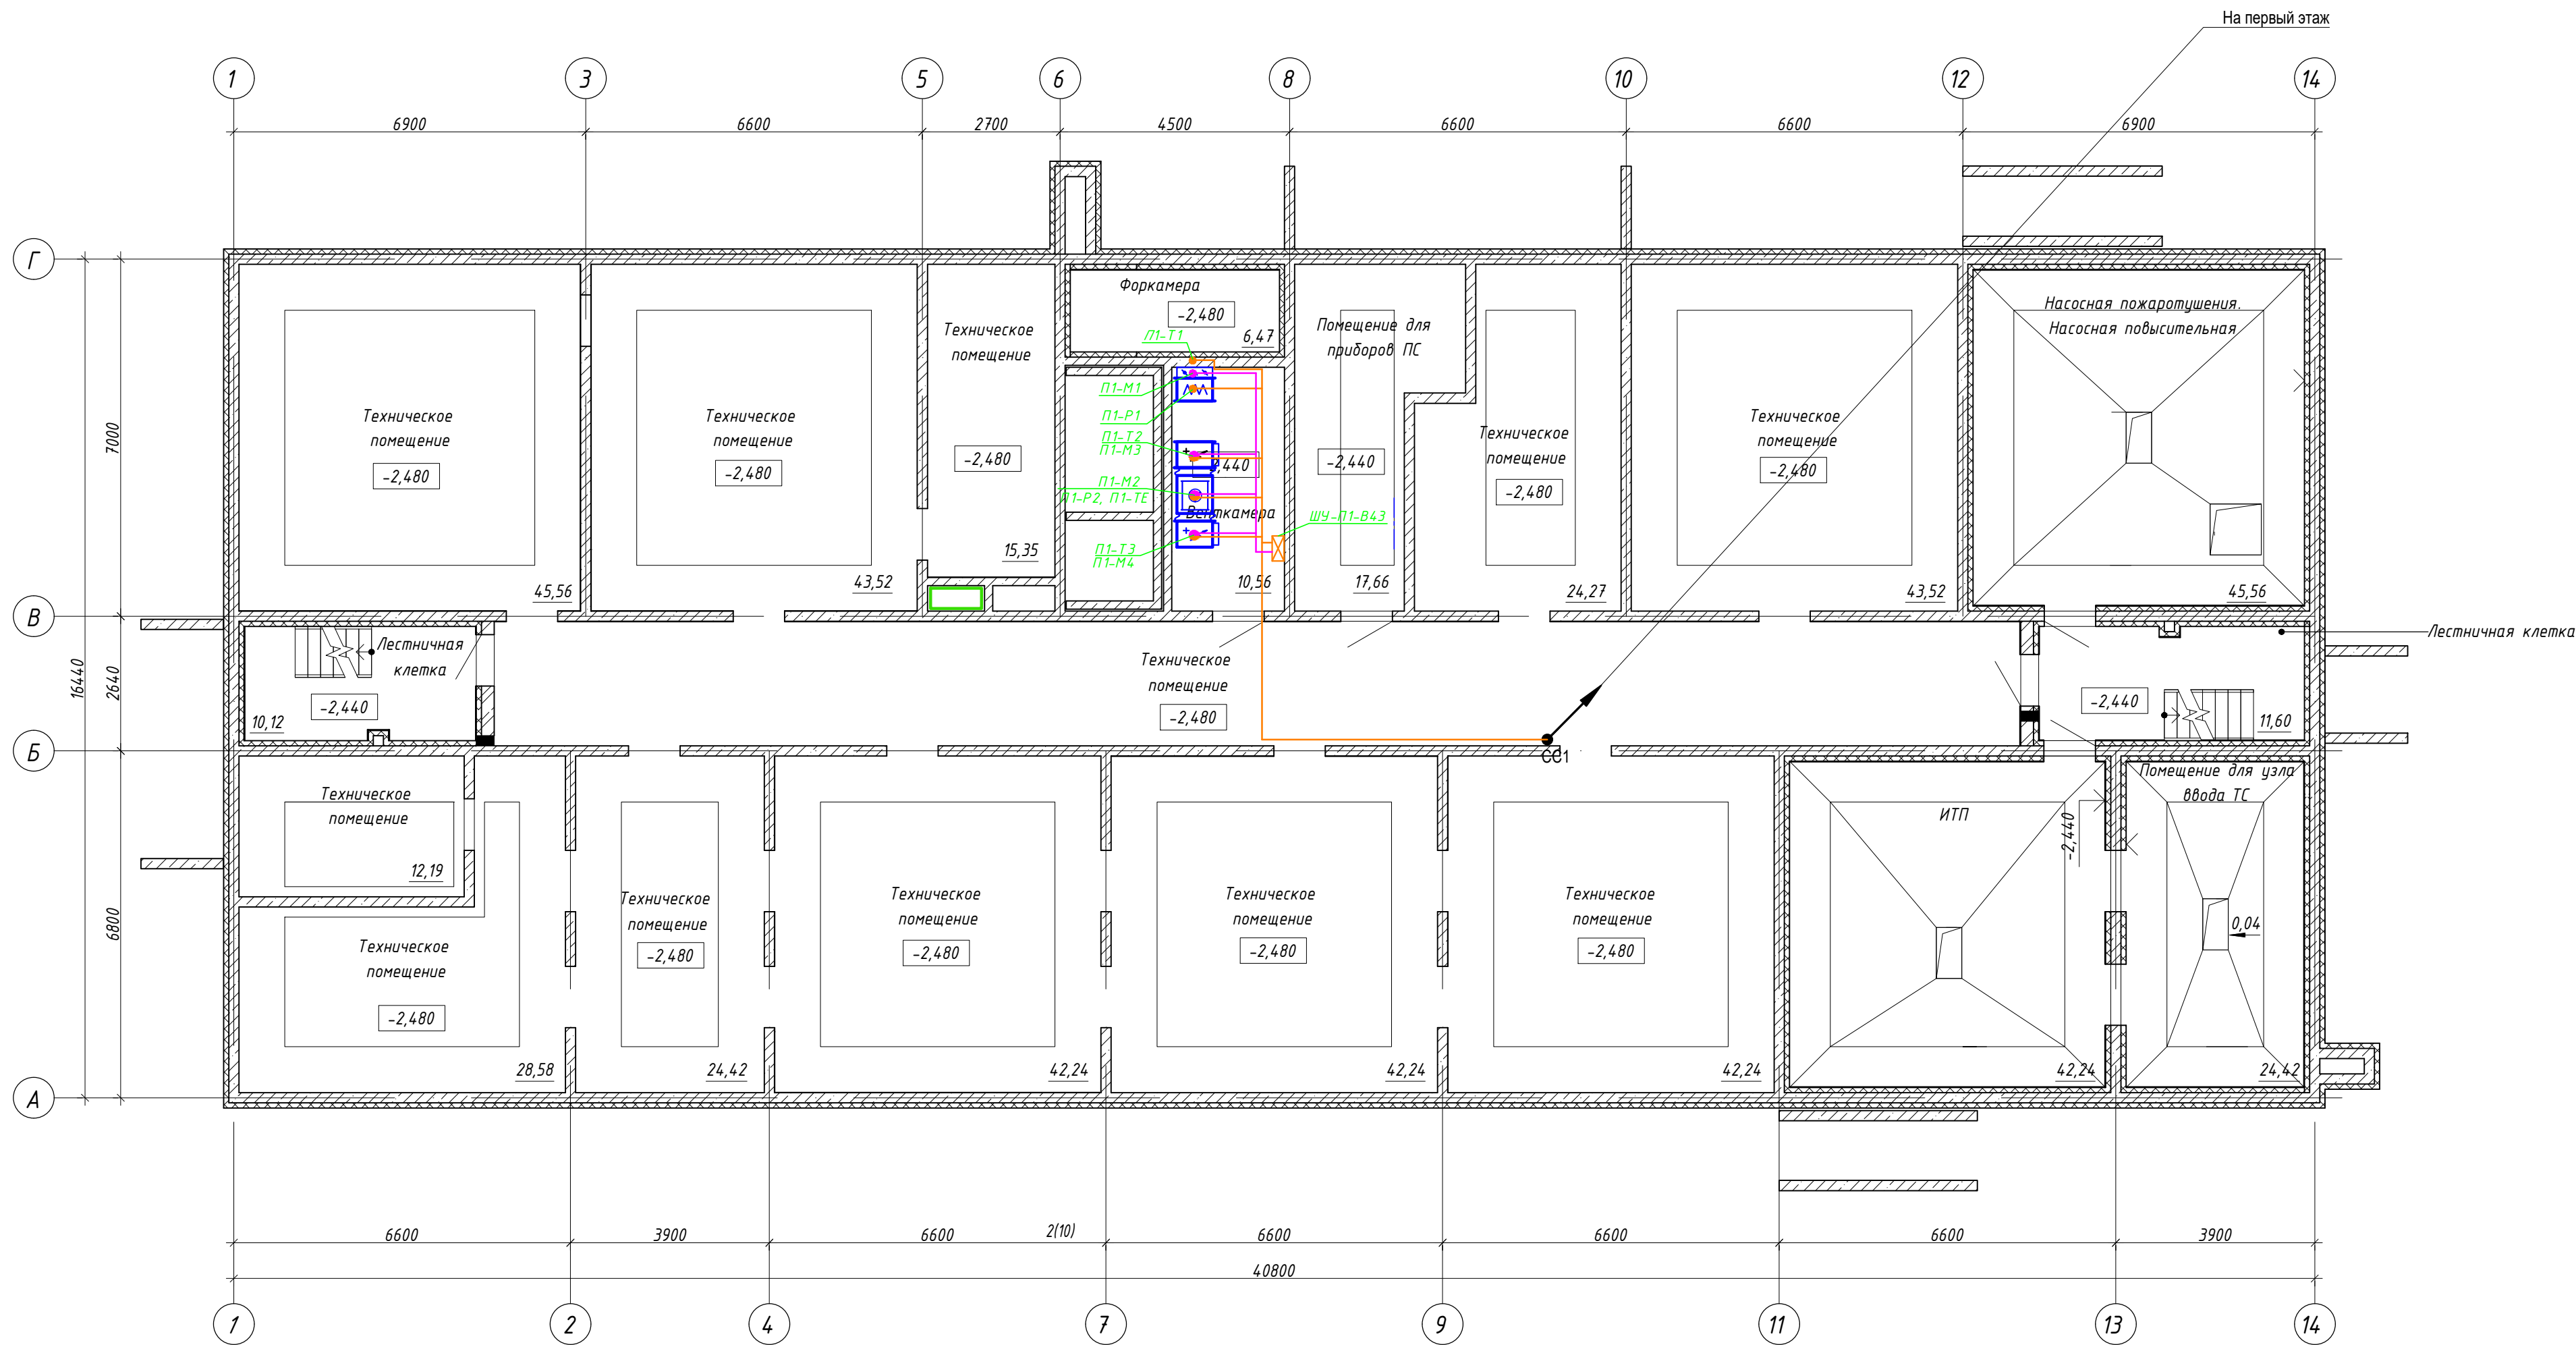 На первый этаж
1
3
5
6
8
10
12
14
6900
6600
2700
4500
6600
6600
6900
Г
В
Б
А
16440
7000
2640
6800
Техническое
помещение
-2,480
45,56
Техническое
помещение
-2,480
43,52
Техническое
помещение
-2,480
15,35
Форкамера
-2,480
6,47
П1-Т1
П1-М1
П1-Р1
П1-Т2
П1-М3
П1-М2
П1-Р2, П1-ТЕ
П1-Т3
П1-М4
,440
Венткамера
ШУ-П1-В43
10,56
Помещение для
приборов ПС
-2,440
17,66
Техническое
помещение
-2,480
24,27
Техническое
помещение
-2,480
43,52
Насосная пожаротушения.
Насосная повысительная
45,56
Лестничная
клетка
-2,440
10,12
Техническое
помещение
-2,480
СС1
Лестничная клетка
-2,440
11,60
Техническое
помещение
12,19
Техническое
помещение
-2,480
28,58
Техническое
помещение
-2,480
24,42
Техническое
помещение
-2,480
42,24
Техническое
помещение
-2,480
42,24
Техническое
помещение
-2,480
42,24
ИТП
-2,440
42,24
Помещение для узла
ввода ТС
0,04
24,42
6600
3900
6600
2(10)
6600
6600
6600
3900
40800
1
2
4
7
9
11
13
14